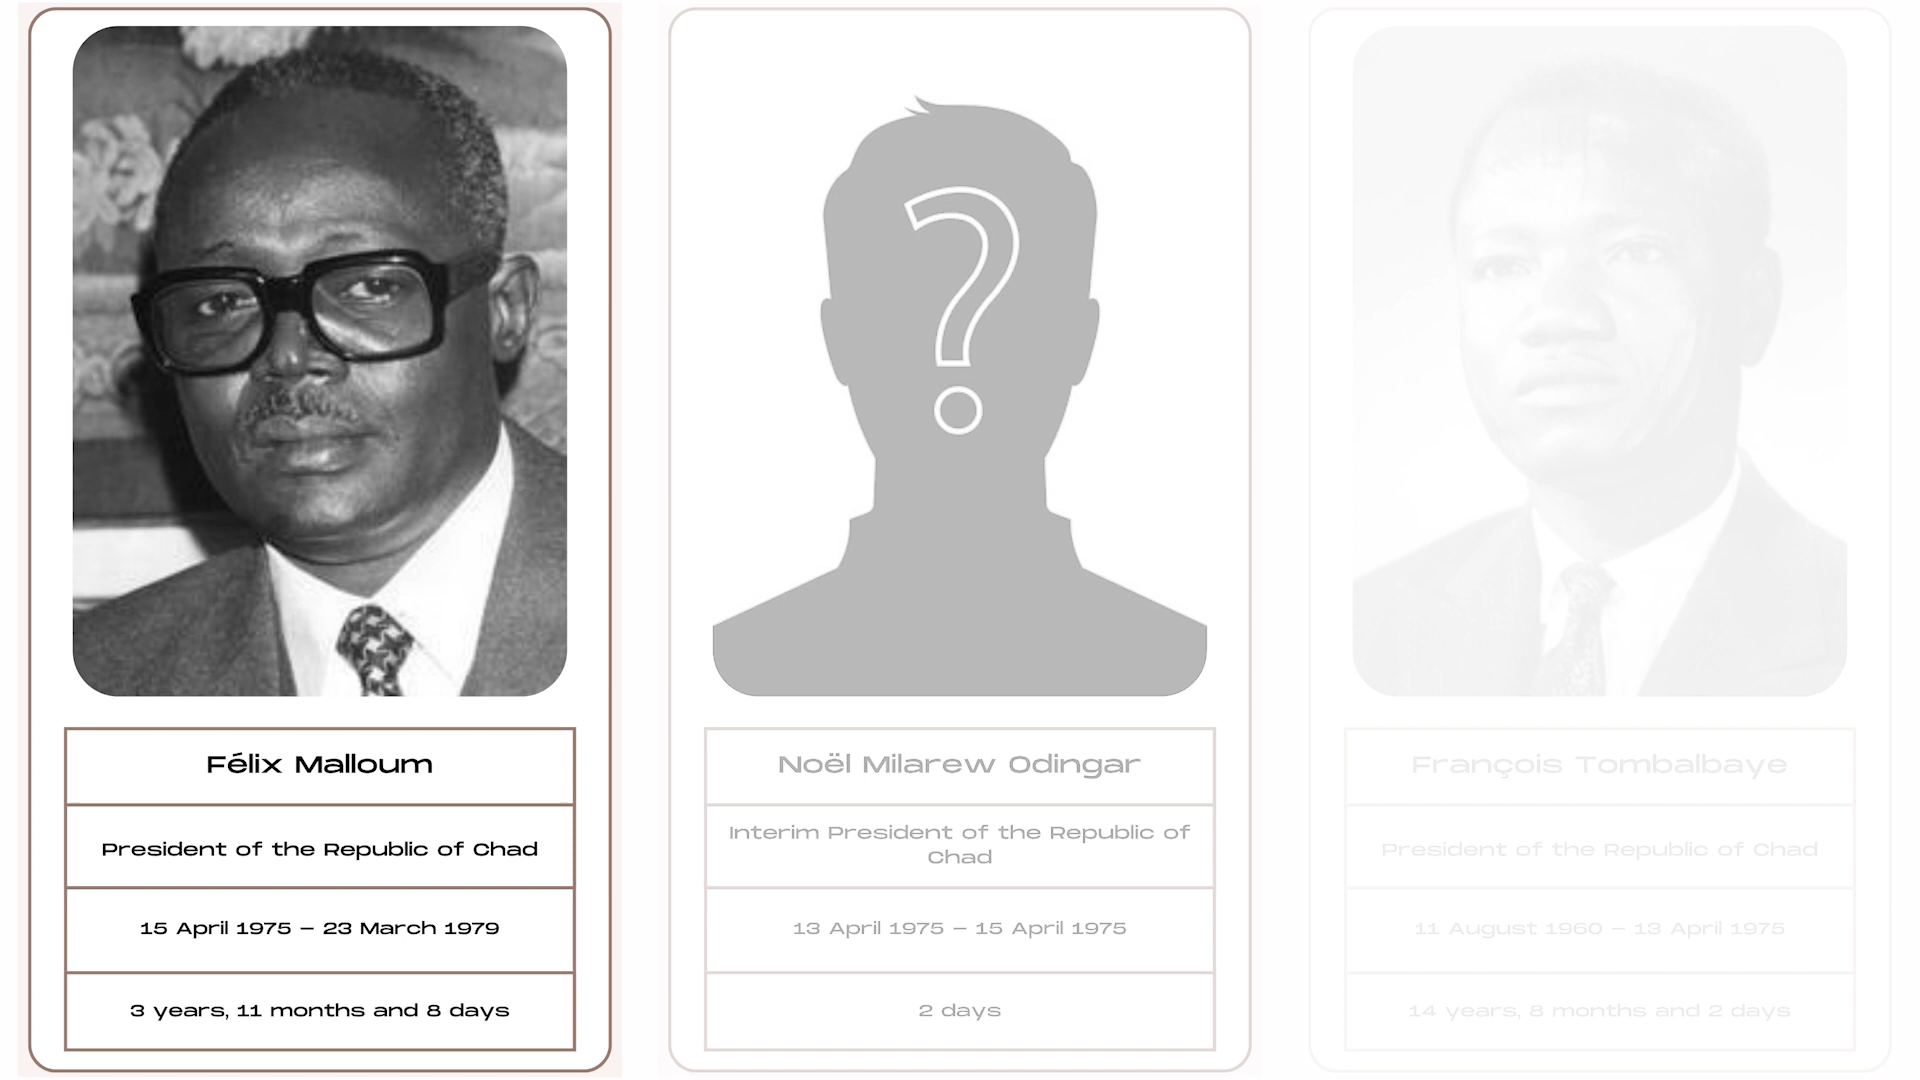 Félix Malloum
President of the Republic of Chad
15 April 1975 – 23 March 1979
3 years, 11 months and 8 days
?
Noël Milarew Odingar
Interim President of the Republic of
Chad
13 April 1975 – 15 April 1975
2 days
François Tombalbaye
President of the Republic of Chad
11 August 1960 – 13 April 1975
14 years, 8 months and 2 days